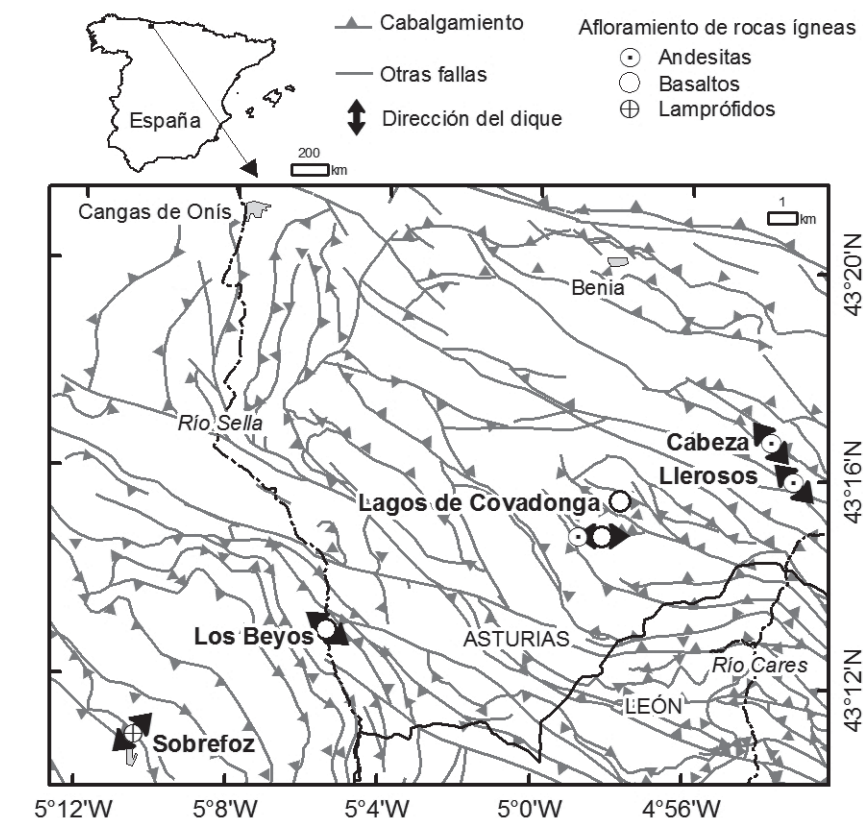 Cabalgamiento
Otras fallas
Dirección del dique
Afloramiento de rocas ígneas
Andesitas
Basaltos
Lamprófidos
España
200
km
Cangas de Onís
1
km
Benia
43°20'N
Río Sella
Cabeza
Llerosos
43°16'N
Lagos de Covadonga
Los Beyos
ASTURIAS
Río Cares
43°12'N
LEÓN
Sobrefoz
5°12'W
5°8'W
5°4'W
5°0'W
4°56'W